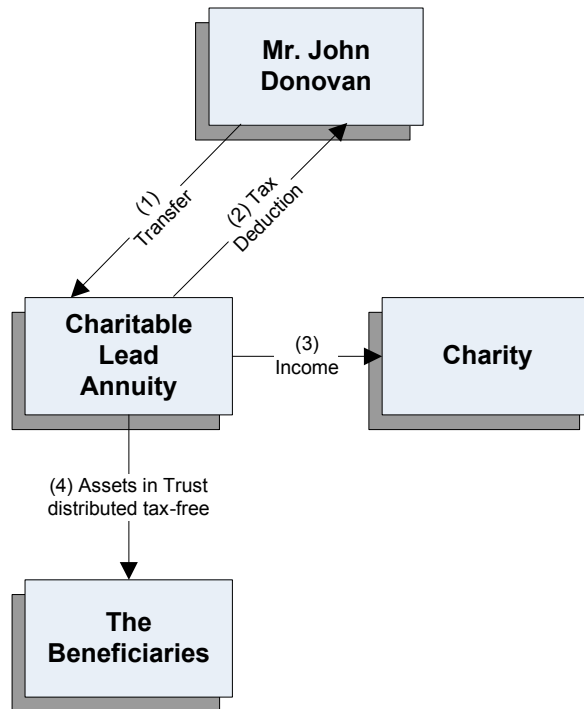 Mr. John
Donovan
(1)
Transfer
(2) Tax
Deduction
Charitable
Lead
Annuity
(3)
Income
Charity
(4) Assets in Trust
distributed tax-free
The
Beneficiaries